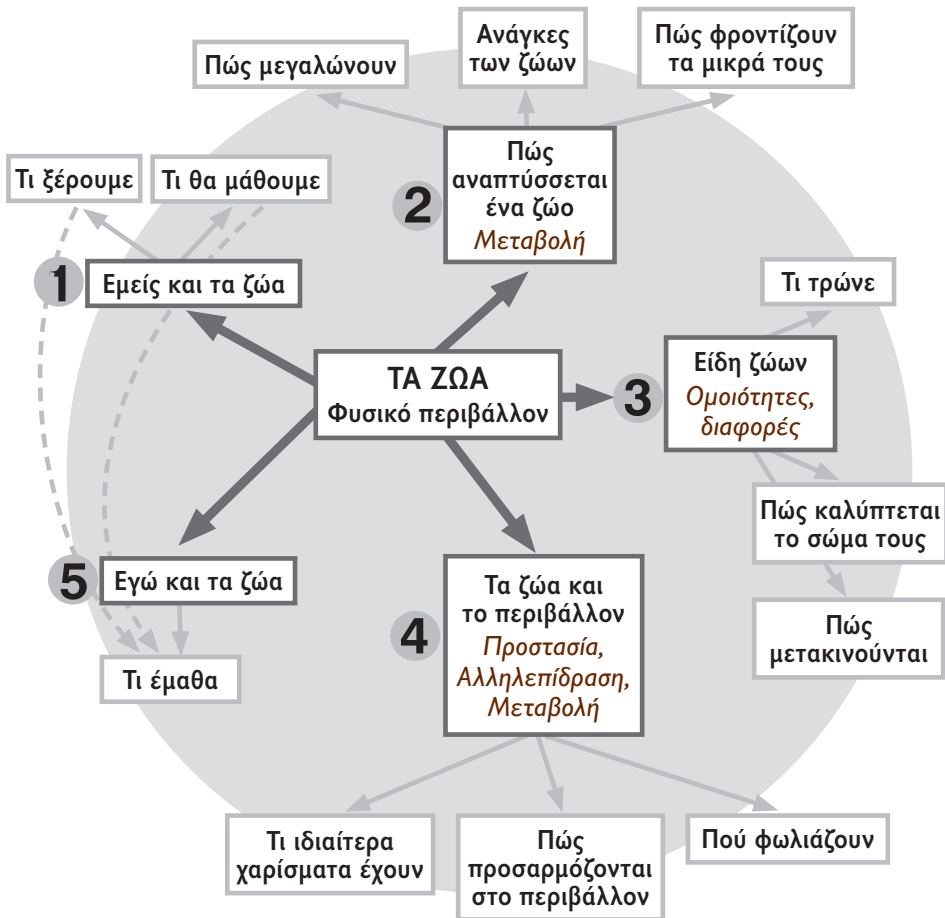 Πώς μεγαλώνουν
Ανάγκες
των ζώων
Πώς φροντίζουν
τα μικρά τους
Τι ξέρουμε
Τι θα μάθουμε
2
Πώς
αναπτύσσεται
ένα ζώο
Μεταβολή
1
Εμείς και τα ζώα
Τι τρώνε
ΤΑ ΖΩΑ
Φυσικό περιβάλλον
3
Είδη ζώων
Ομοιότητες,
διαφορές
Πώς καλύπτεται
το σώμα τους
Πώς
μετακινούνται
5
Εγώ και τα ζώα
Τι έμαθα
4
Τα ζώα και
το περιβάλλον
Προστασία,
Αλληλεπίδραση,
Μεταβολή
Τι ιδιαίτερα
χαρίσματα έχουν
Πώς
προσαρμόζονται
στο περιβάλλον
Πού φωλιάζουν